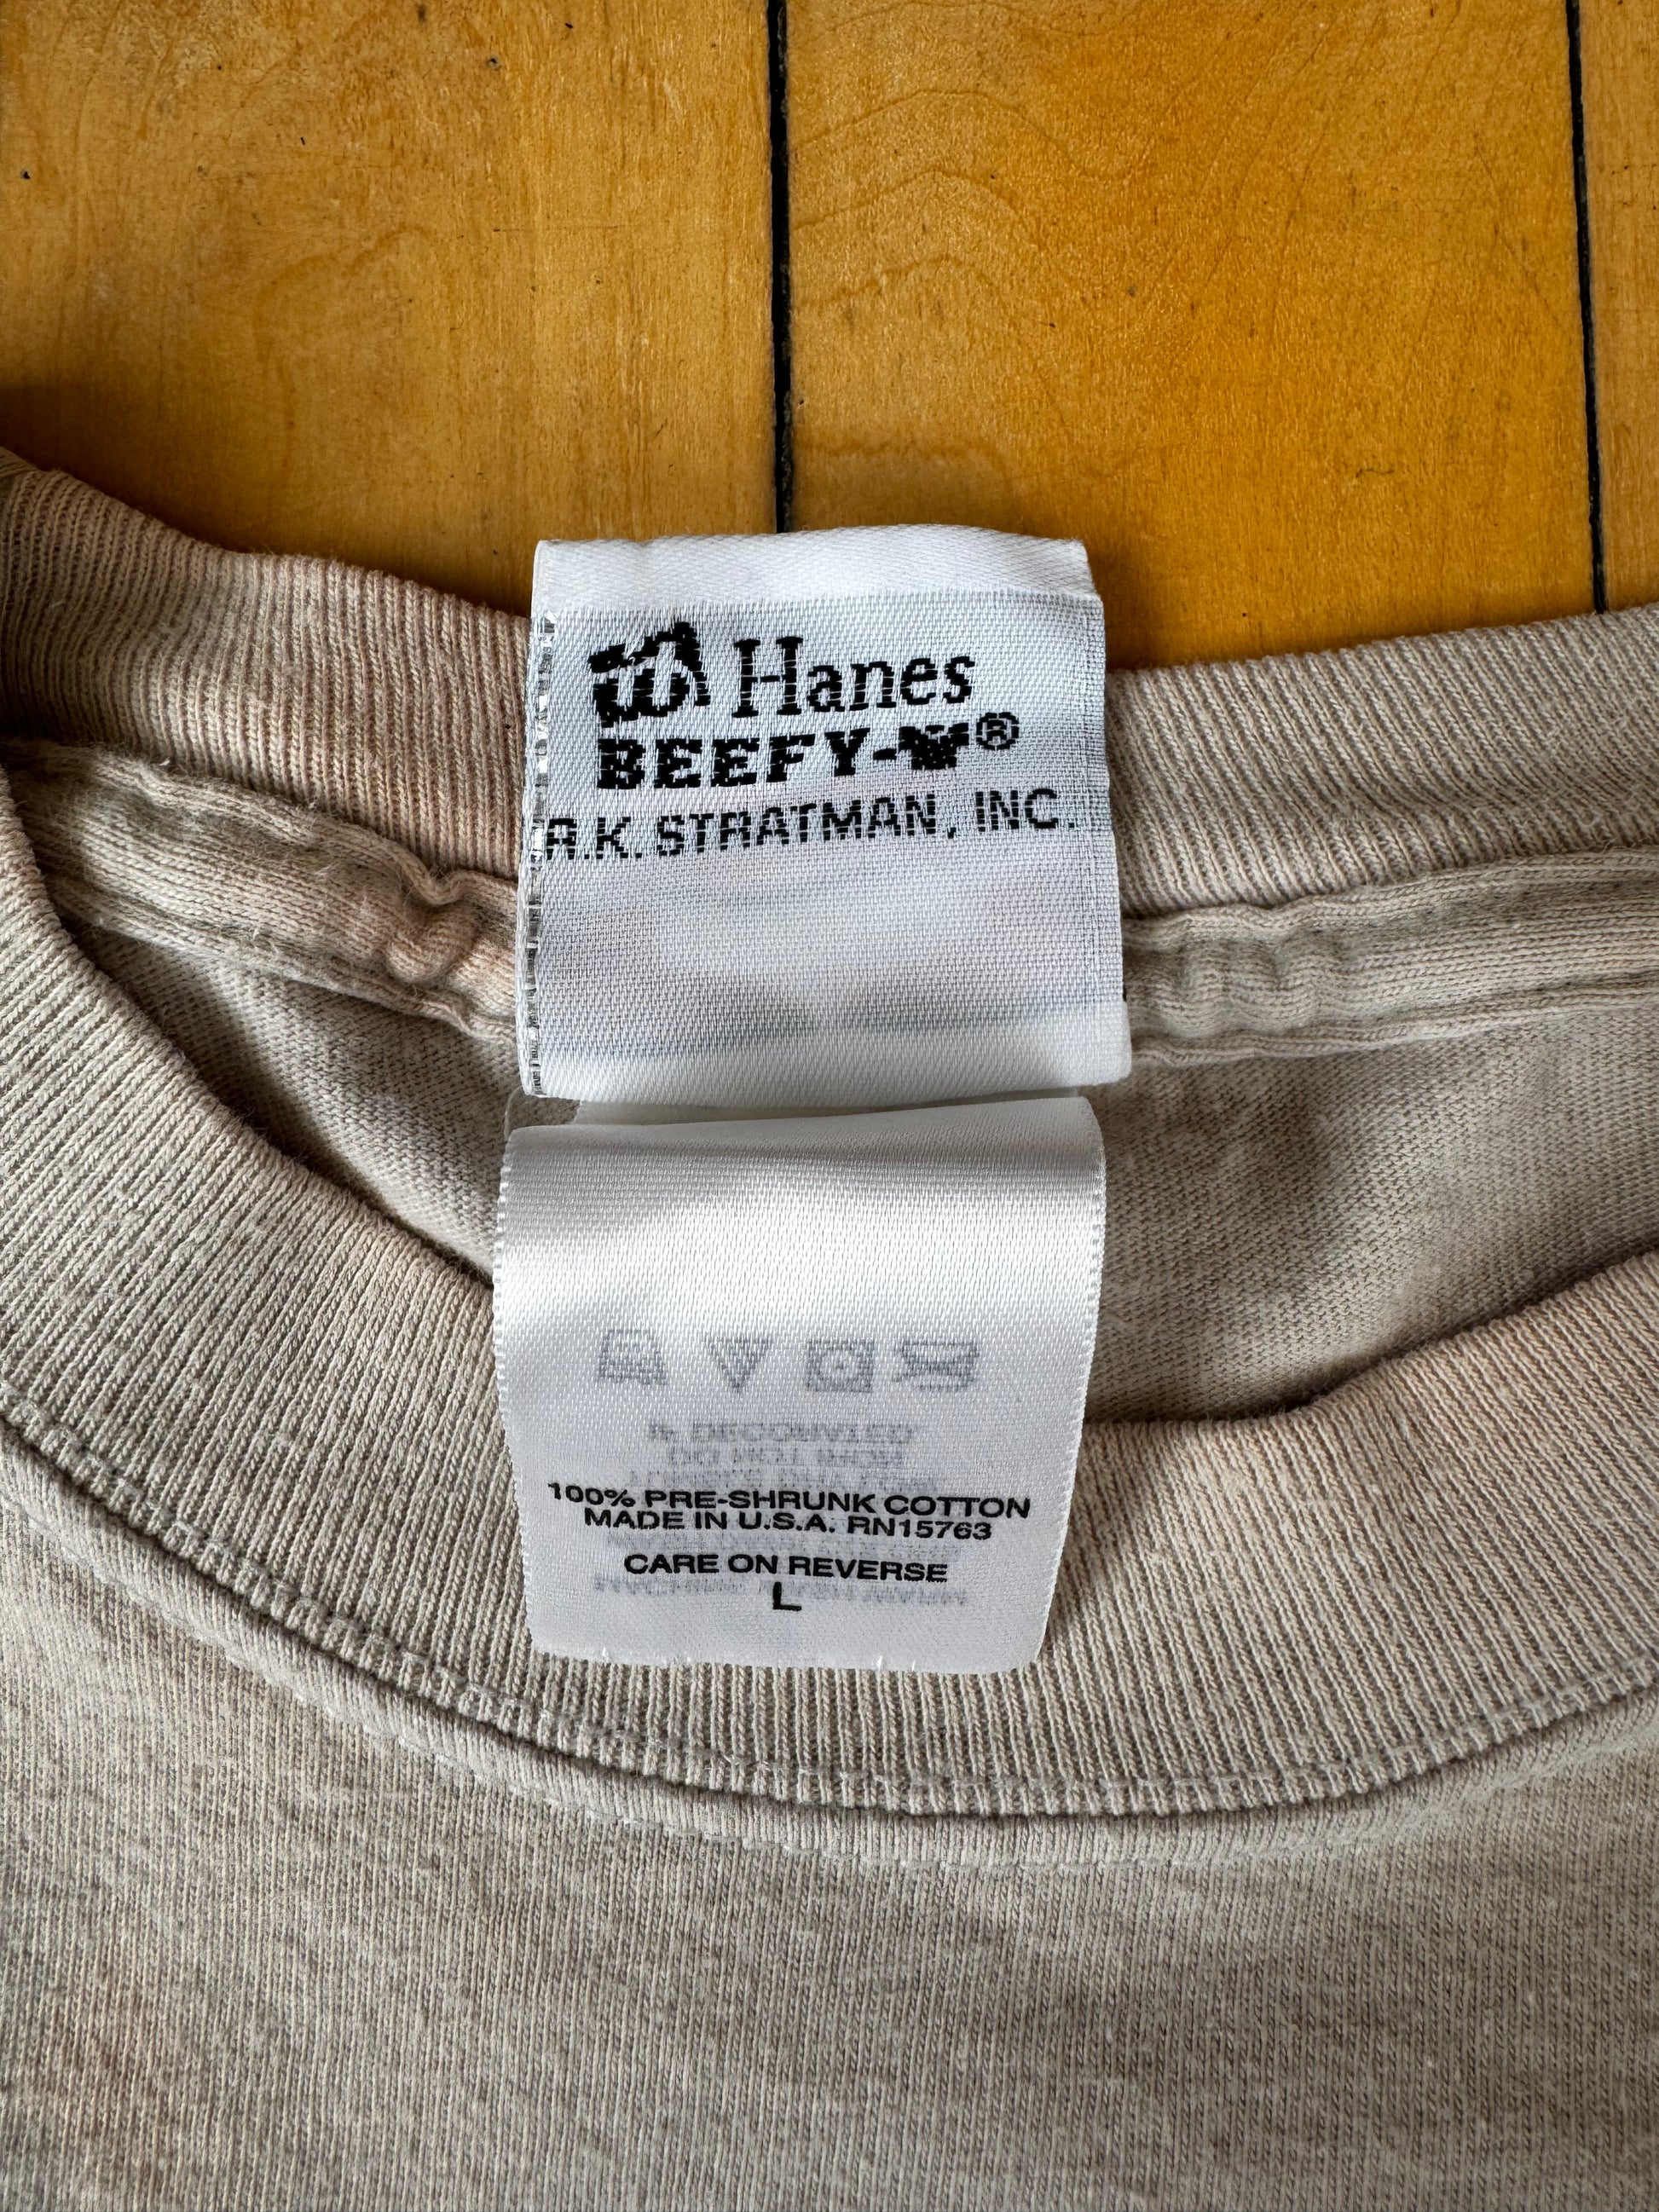 Hanes
BEEFY-T®
R.K. STRATMAN, INC.
100% PRE-SHRUNK COTTON
MADE IN U.S.A. RN15763
CARE ON REVERSE
L